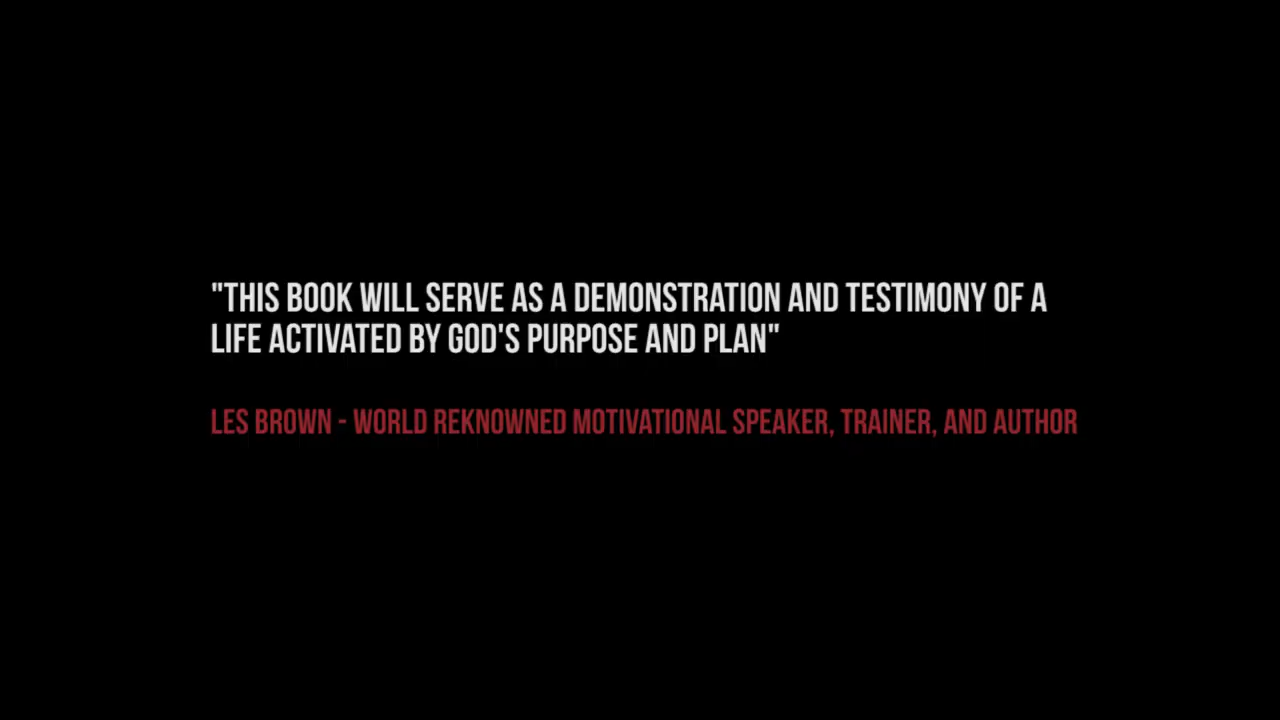 "THIS BOOK WILL SERVE AS A DEMONSTRATION AND TESTIMONY OF A
LIFE ACTIVATED BY GOD'S PURPOSE AND PLAN"
LES BROWN - WORLD REKNOWNED MOTIVATIONAL SPEAKER, TRAINER, AND AUTHOR